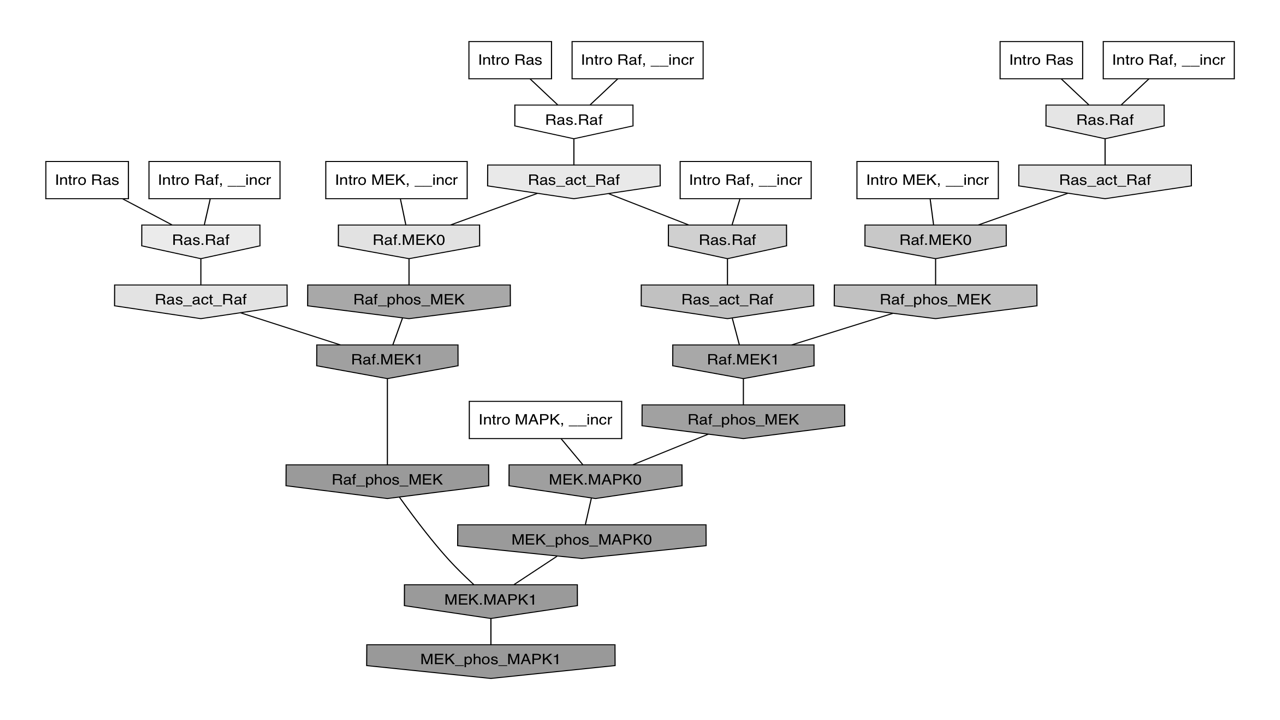 Intro Ras
Intro Raf, __incr
Intro Ras
Intro Raf, __incr
Ras.Raf
Ras.Raf
Intro Ras
Intro Raf, __incr
Intro MEK, __incr
Ras_act_Raf
Intro Raf, __incr
Intro MEK, __incr
Ras_act_Raf
Ras.Raf
Raf.MEK0
Ras.Raf
Raf.MEK0
Ras_act_Raf
Raf_phos_MEK
Ras_act_Raf
Raf_phos_MEK
Raf.MEK1
Raf.MEK1
Intro MAPK, __incr
Raf_phos_MEK
Raf_phos_MEK
MEK.MAPK0
MEK_phos_MAPK0
MEK.MAPK1
MEK_phos_MAPK1